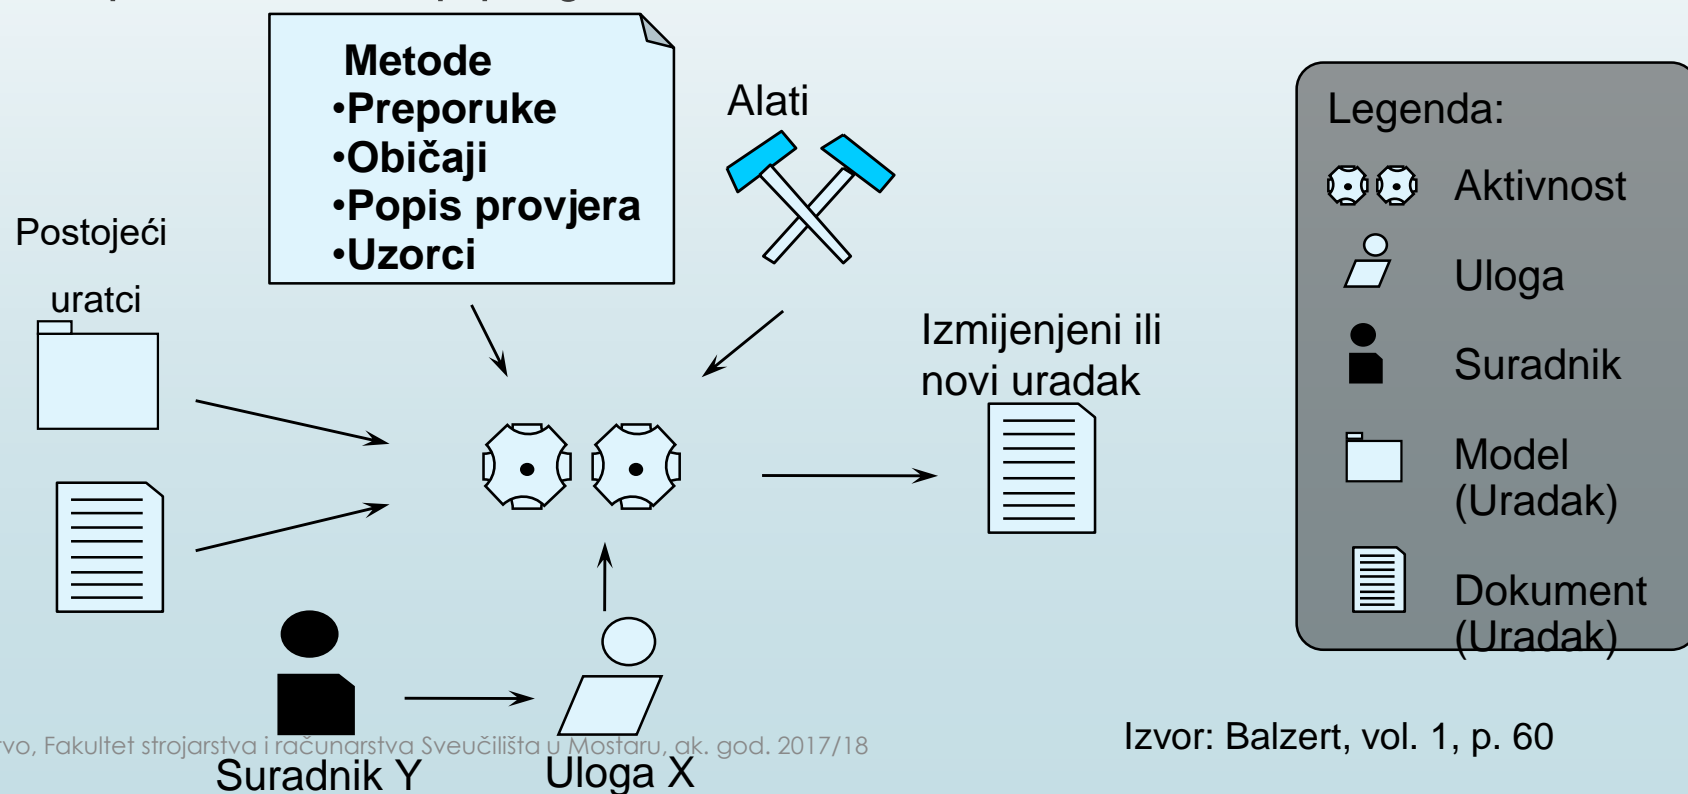 Metode
•Preporuke
•Običaji
•Popis provjera
•Uzorci
Alati
Postojeći
uratci
Izmijenjeni ili
novi uradak
Suradnik Y
Uloga X
Legenda:
Aktivnost
Uloga
Suradnik
Model
(Uradak)
Dokument
(Uradak)
Izvor: Balzert, vol. 1, p. 60
Fakultet strojarstva i računarstva Sveučilišta u Mostaru, ak. god. 2017/18